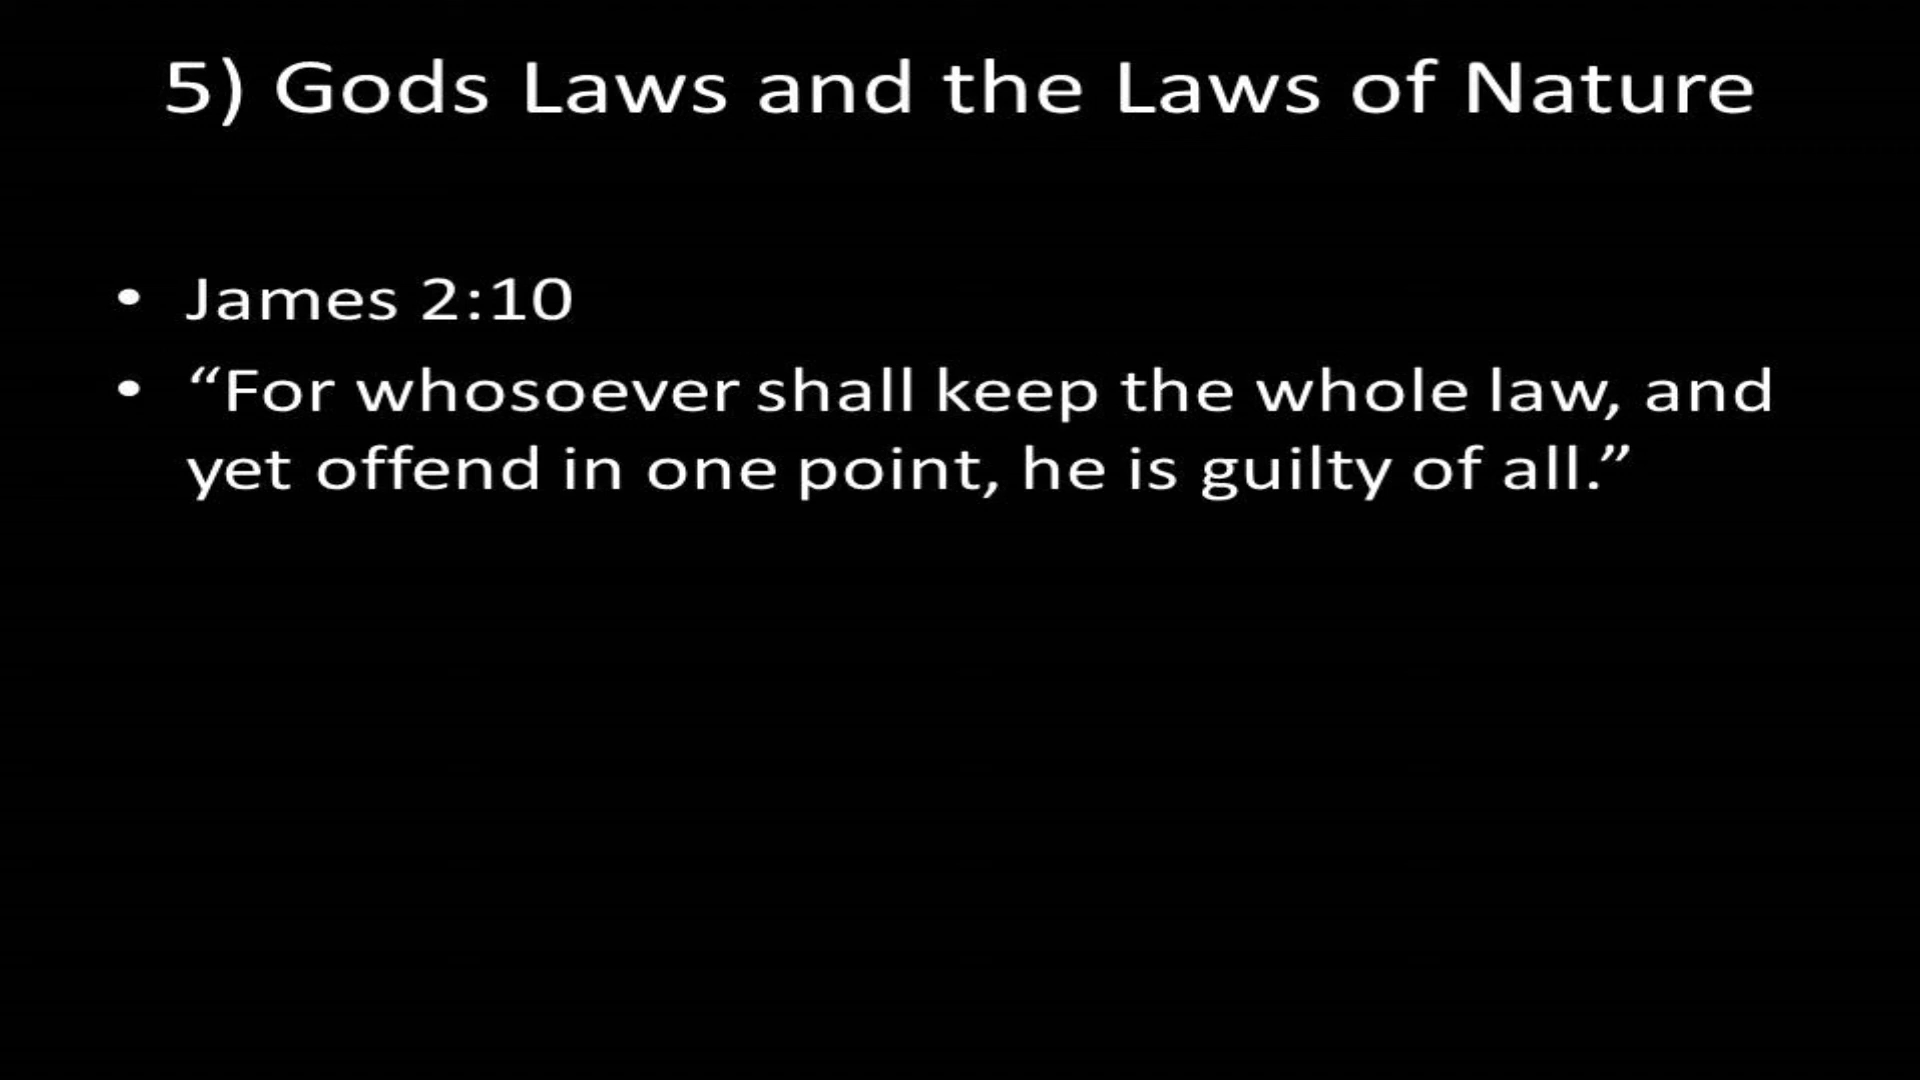 5) Gods Laws and the Laws of Nature
• James 2:10
• “For whosoever shall keep the whole law, and
yet offend in one point, he is guilty of all.”